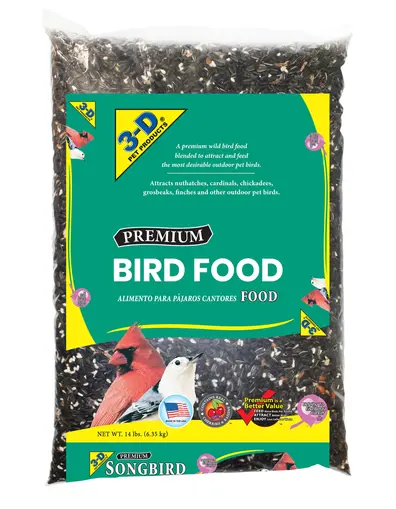 3-D
3-D
PET PRODUCTS®
A premium wild bird food
blended to attract and feed
the most desirable outdoor pet birds.
Attracts nuthatches, cardinals, chickadees,
grosbeaks, finches and other outdoor pet birds.
PREMIUM
BIRD FOOD
ALIMENTO PARA PÁJAROS CANTORES FOOD
3-D
Premium is a
Better Value
NET WT. 14 lbs. (6.35 kg)
3-D
PREMIUM
SONGBIRD